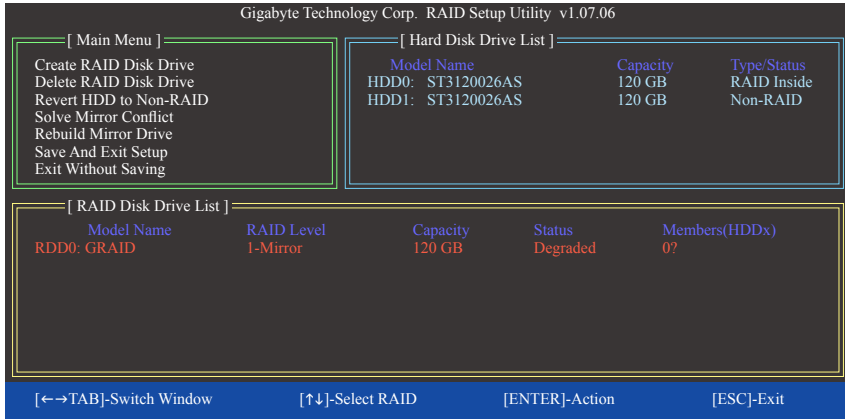 Gigabyte Technology Corp. RAID Setup Utility v1.07.06
[ Main Menu ]
Create RAID Disk Drive
Delete RAID Disk Drive
Revert HDD to Non-RAID
Solve Mirror Conflict
Rebuild Mirror Drive
Save And Exit Setup
Exit Without Saving
[ Hard Disk Drive List ]
Model Name Capacity Type/Status
HDD0: ST3120026AS 120 GB RAID Inside
HDD1: ST3120026AS 120 GB Non-RAID
[ RAID Disk Drive List ]
Model Name RAID Level Capacity Status Members(HDDx)
RDD0: GRAID 1-Mirror 120 GB Degraded 0?
[←→TAB]-Switch Window [↑↓]-Select RAID [ENTER]-Action [ESC]-Exit